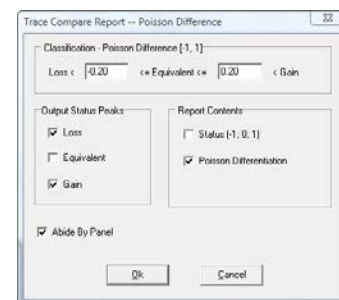 Trace Compare Report -- Poisson Difference
Classification - Poisson Difference [-1, 1]
Loss < -0.20 <= Equivalent <= 0.20 < Gain
Output Status Peaks
Loss
Equivalent
Gain
Report Contents
Status (-1; 0; 1)
Poisson Differentiation
Abide By Panel
Ok
Cancel